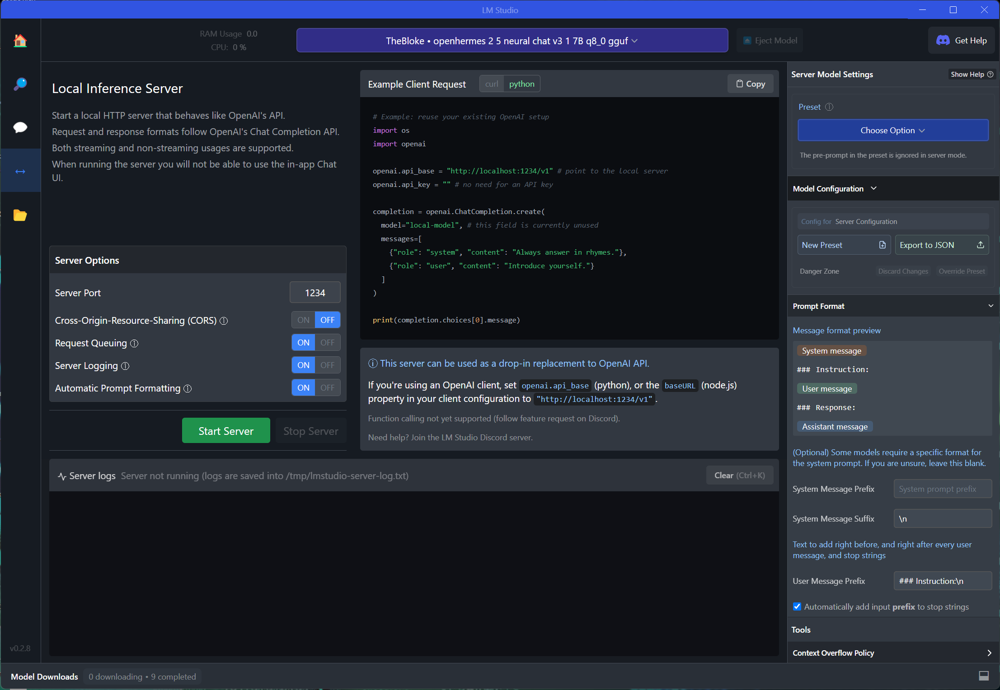 LM Studio
RAM Usage 0.0
CPU: 0 %
TheBloke • openhermes 2 5 neural chat v3 1 7B q8_0 gguf
Eject Model
Get Help
Local Inference Server
Start a local HTTP server that behaves like OpenAI's API.
Request and response formats follow OpenAI's Chat Completion API.
Both streaming and non-streaming usages are supported.
When running the server you will not be able to use the in-app Chat
UI.
Server Options
Server Port 1234
Cross-Origin-Resource-Sharing (CORS) ON OFF
Request Queuing ON OFF
Server Logging ON OFF
Automatic Prompt Formatting ON OFF
Start Server Stop Server
Example Client Request curl python Copy
# Example: reuse your existing OpenAI setup
import os
import openai
openai.api_base = "http://localhost:1234/v1" # point to the local server
openai.api_key = "" # no need for an API key
completion = openai.ChatCompletion.create(
model="local-model", # this field is currently unused
messages=[
{"role": "system", "content": "Always answer in rhymes."},
{"role": "user", "content": "Introduce yourself."}
]
)
print(completion.choices[0].message)
This server can be used as a drop-in replacement to OpenAI API.
If you're using an OpenAI client, set openai.api_base (python), or the baseURL (node.js)
property in your client configuration to "http://localhost:1234/v1".
Function calling not yet supported (follow feature request on Discord).
Need help? Join the LM Studio Discord server.
Server logs Server not running (logs are saved into /tmp/lmstudio-server-log.txt) Clear (Ctrl+K)
Server Model Settings Show Help
Preset
Choose Option
The pre-prompt in the preset is ignored in server mode.
Model Configuration
Config for Server Configuration
New Preset Export to JSON
Danger Zone Discard Changes Override Preset
Prompt Format
Message format preview
System message
### Instruction:
User message
### Response:
Assistant message
(Optional) Some models require a specific format for
the system prompt. If you are unsure, leave this blank.
System Message Prefix System prompt prefix
System Message Suffix \n
Text to add right before, and right after every user
message, and stop strings
User Message Prefix ### Instruction:\n
Automatically add input prefix to stop strings
Tools
Context Overflow Policy
v0.2.8
Model Downloads 0 downloading • 9 completed